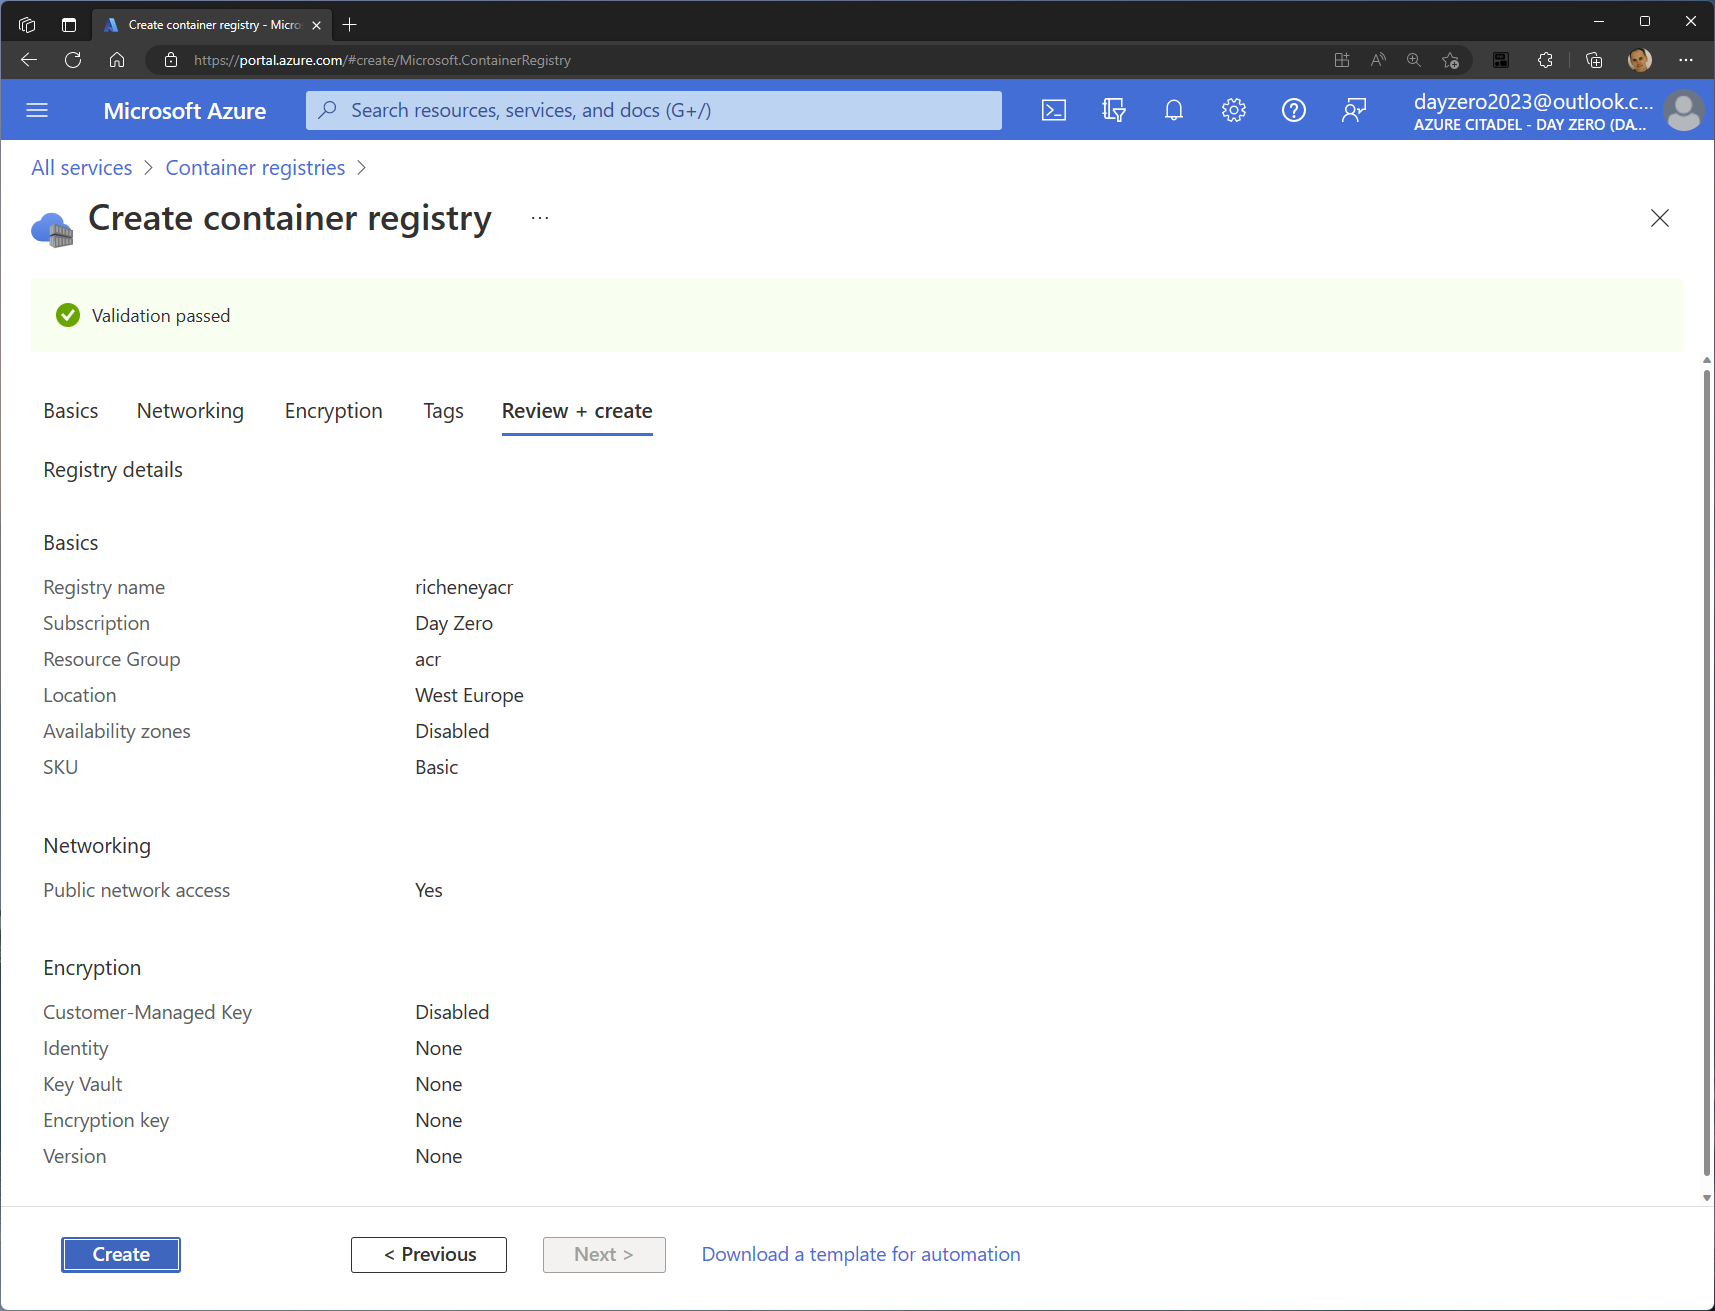 Create container registry - Micro
https://portal.azure.com/#create/Microsoft.ContainerRegistry
Microsoft Azure
Search resources, services, and docs (G+/)
dayzero2023@outlook.c...
AZURE CITADEL - DAY ZERO (DA...
All services > Container registries >
Create container registry ...
Validation passed
Basics Networking Encryption Tags Review + create
Registry details
Basics
Registry name richeneyacr
Subscription Day Zero
Resource Group acr
Location West Europe
Availability zones Disabled
SKU Basic
Networking
Public network access Yes
Encryption
Customer-Managed Key Disabled
Identity None
Key Vault None
Encryption key None
Version None
Create < Previous Next > Download a template for automation